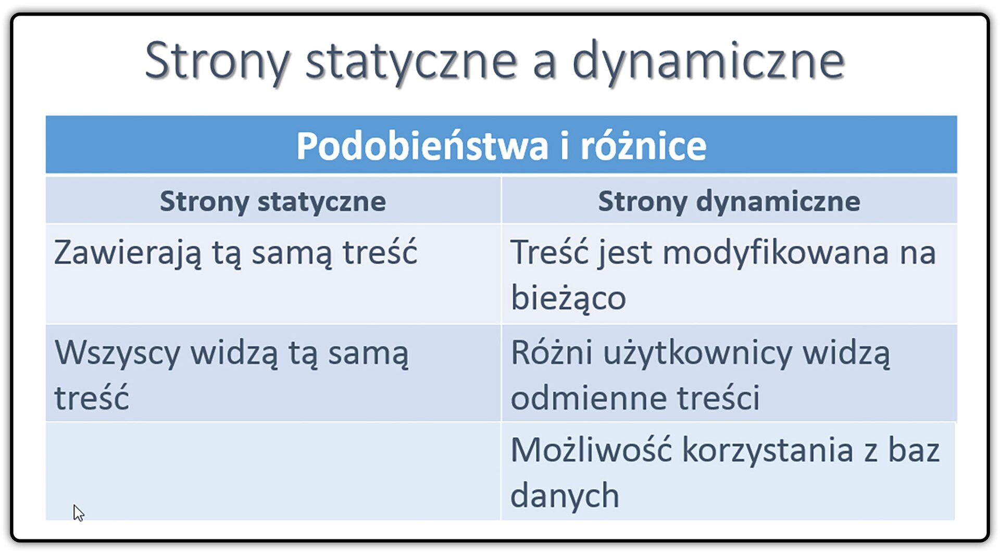 Strony statyczne a dynamiczne
Podobieństwa i różnice
Strony statyczne
Strony dynamiczne
Zawierają tą samą treść
Treść jest modyfikowana na
bieżąco
Wszyscy widzą tą samą
treść
Różni użytkownicy widzą
odmienne treści
Możliwość korzystania z baz
danych